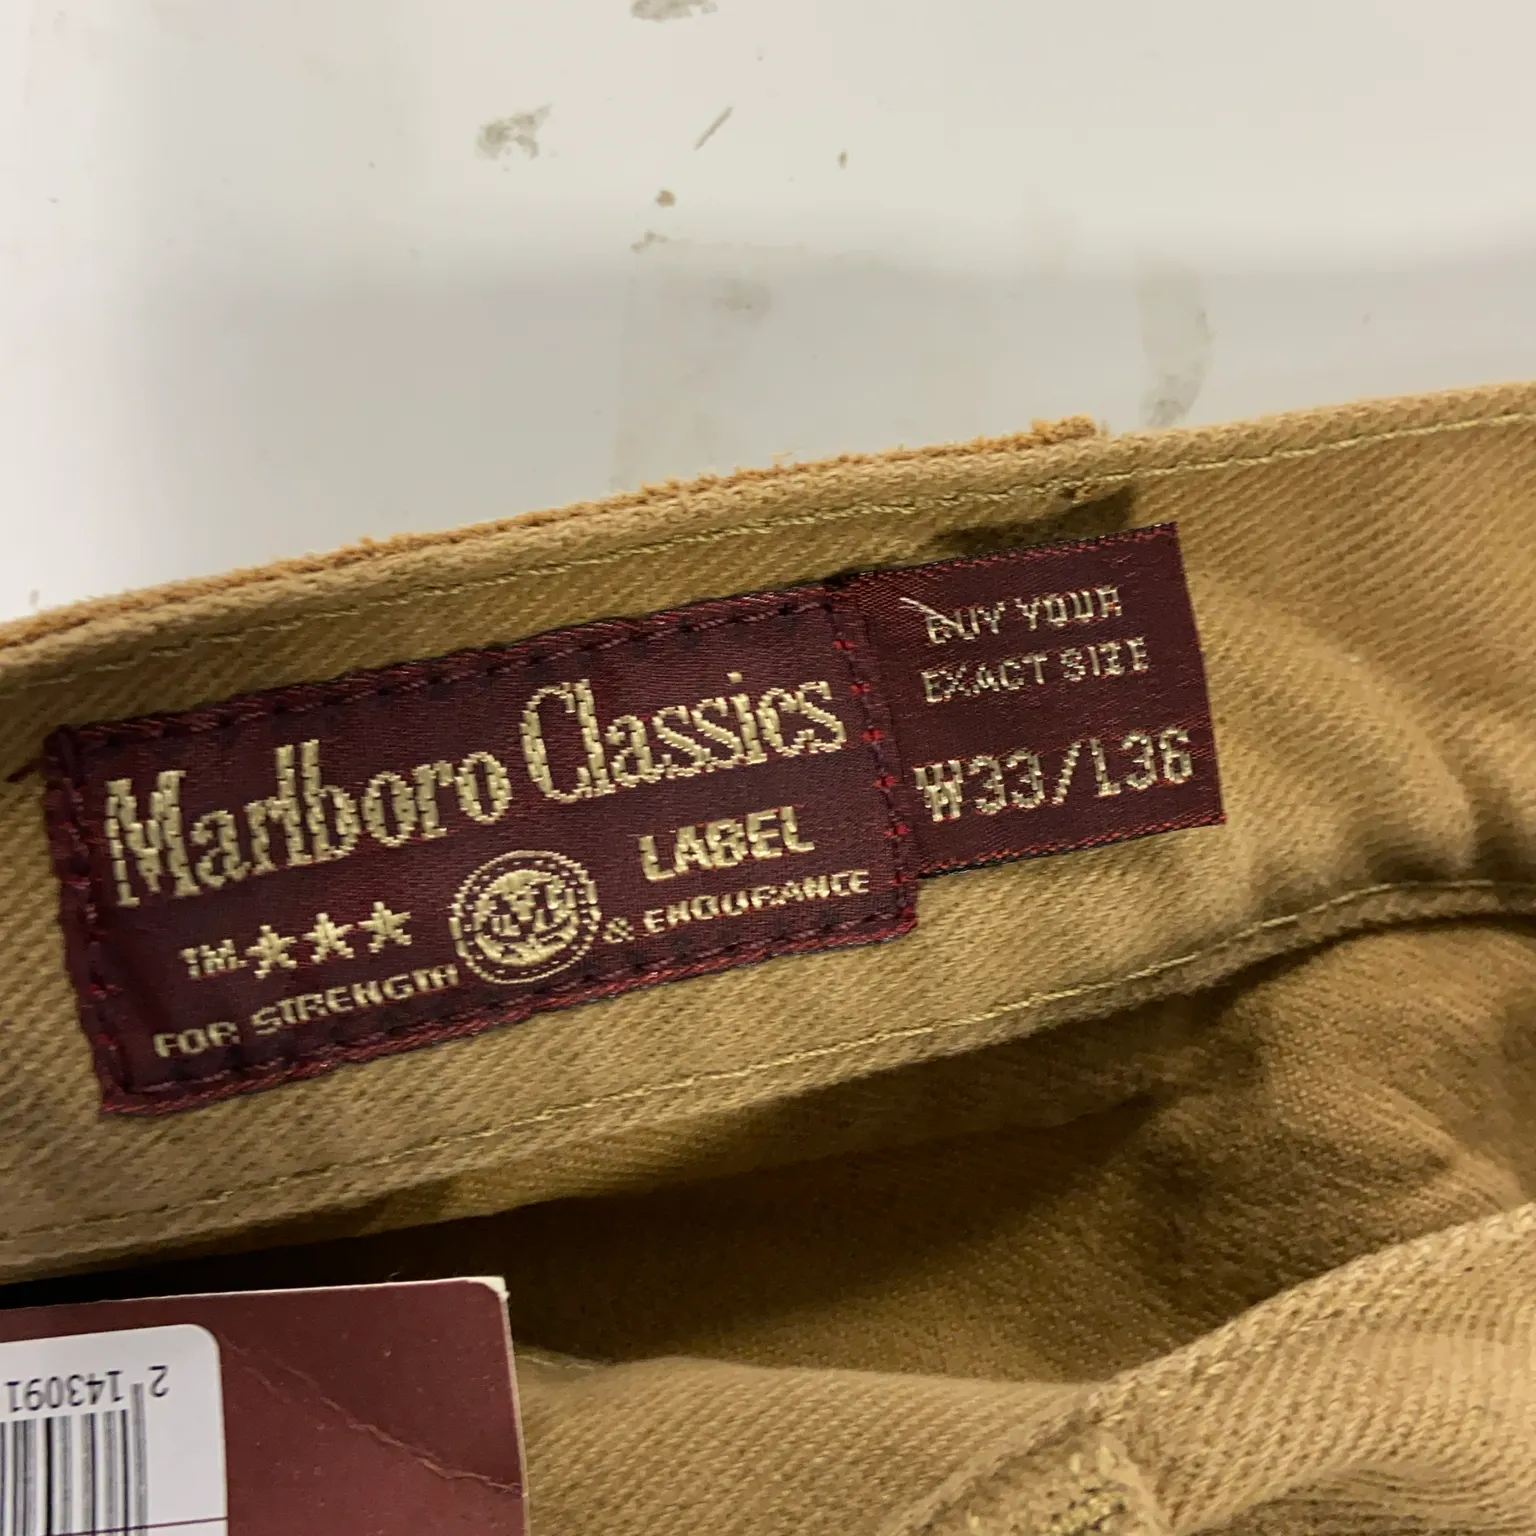 Marlboro Classics
LABEL
TM.
FOR STRENGTH & ENDURANCE
BUY YOUR
EXACT SIZE
W33/L36
2 143091